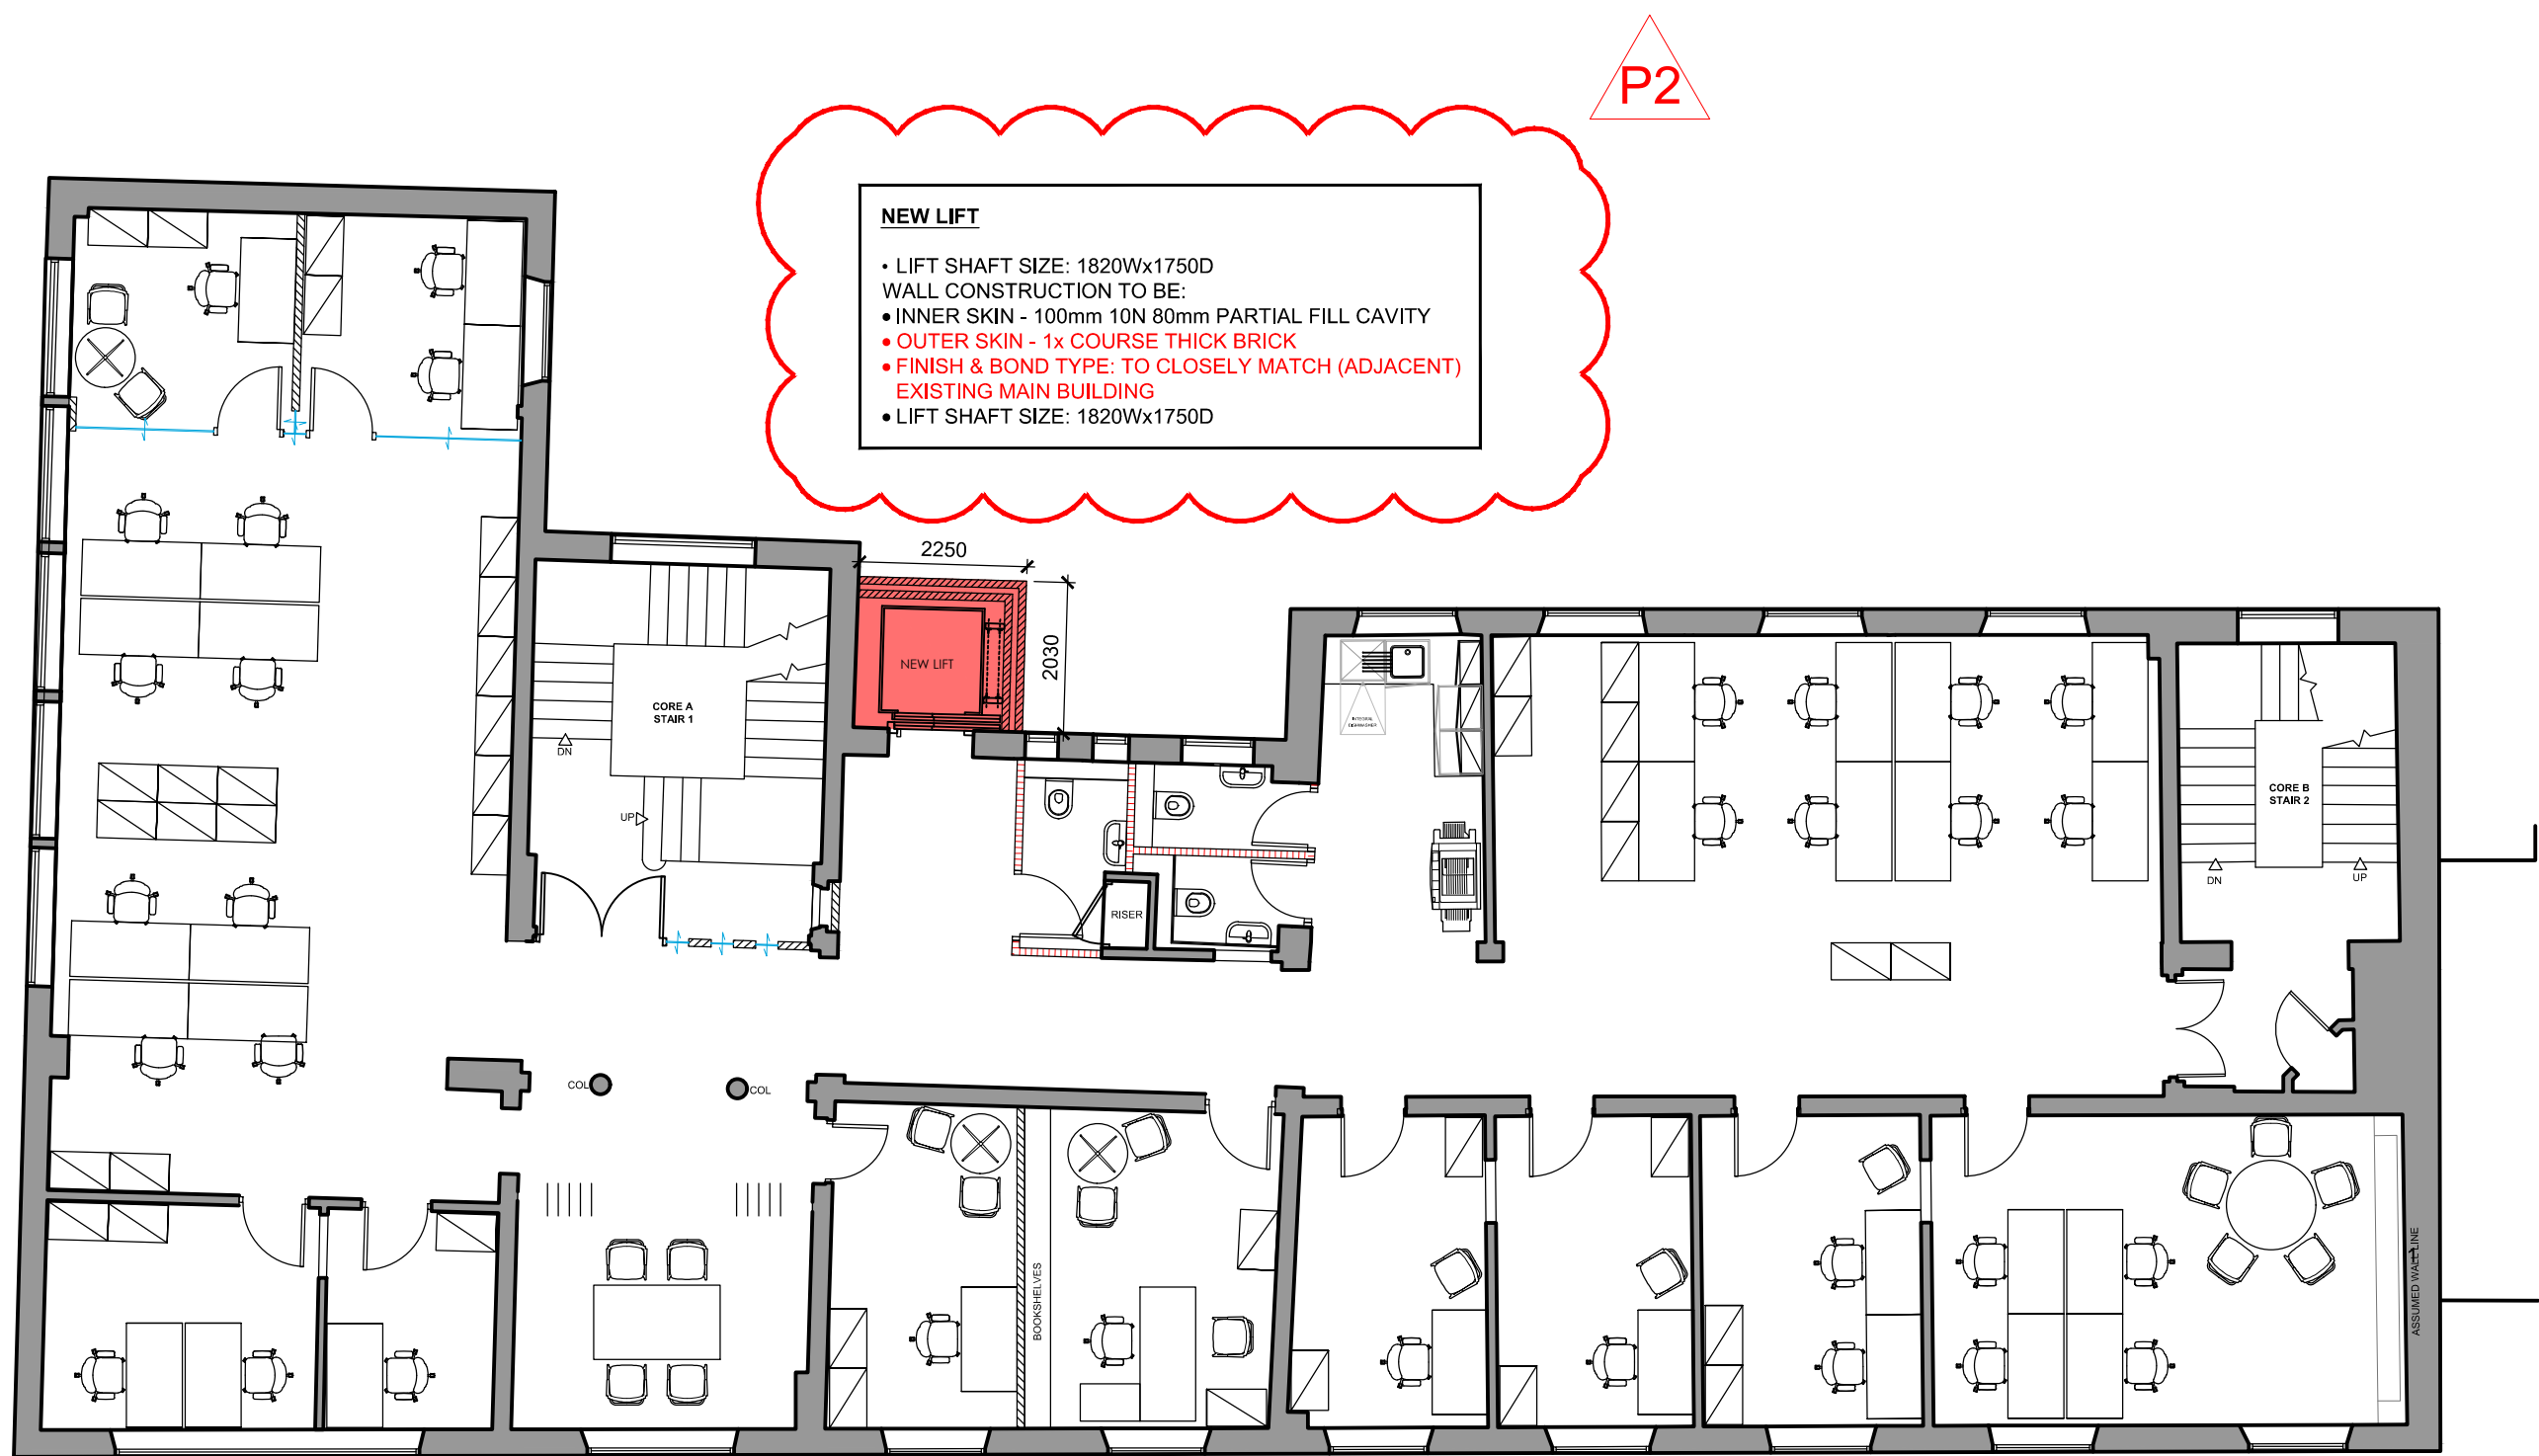 P2
NEW LIFT
• LIFT SHAFT SIZE: 1820Wx1750D
WALL CONSTRUCTION TO BE:
• INNER SKIN - 100mm 10N 80mm PARTIAL FILL CAVITY
• OUTER SKIN - 1x COURSE THICK BRICK
• FINISH & BOND TYPE: TO CLOSELY MATCH (ADJACENT)
EXISTING MAIN BUILDING
• LIFT SHAFT SIZE: 1820Wx1750D
2250
2030
NEW LIFT
CORE A
STAIR 1
DN
UP
INTEGRAL
DISHWASHER
CORE B
STAIR 2
DN
UP
RISER
COL
COL
BOOKSHELVES
ASSUMED WALL LINE